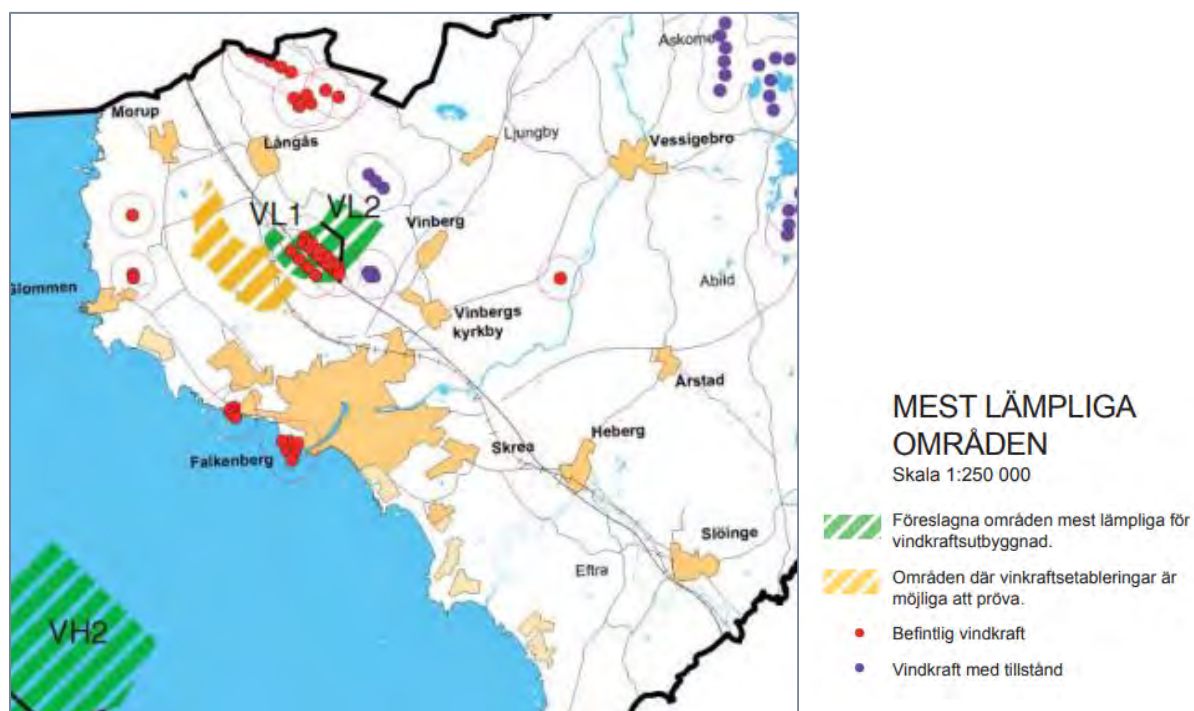 Askome
Morup
Ljungby
Långås
Vessigebro
VL1
VL2
Vinberg
Glommen
Abild
Vinbergs
kyrkby
Årstad
Heberg
Skrea
Falkenberg
Slöinge
Eftra
VH2
MEST LÄMPLIGA
OMRÅDEN
Skala 1:250 000
Föreslagna områden mest lämpliga för
vindkraftsutbyggnad.
Områden där vinkraftsetableringar är
möjliga att pröva.
Befintlig vindkraft
Vindkraft med tillstånd